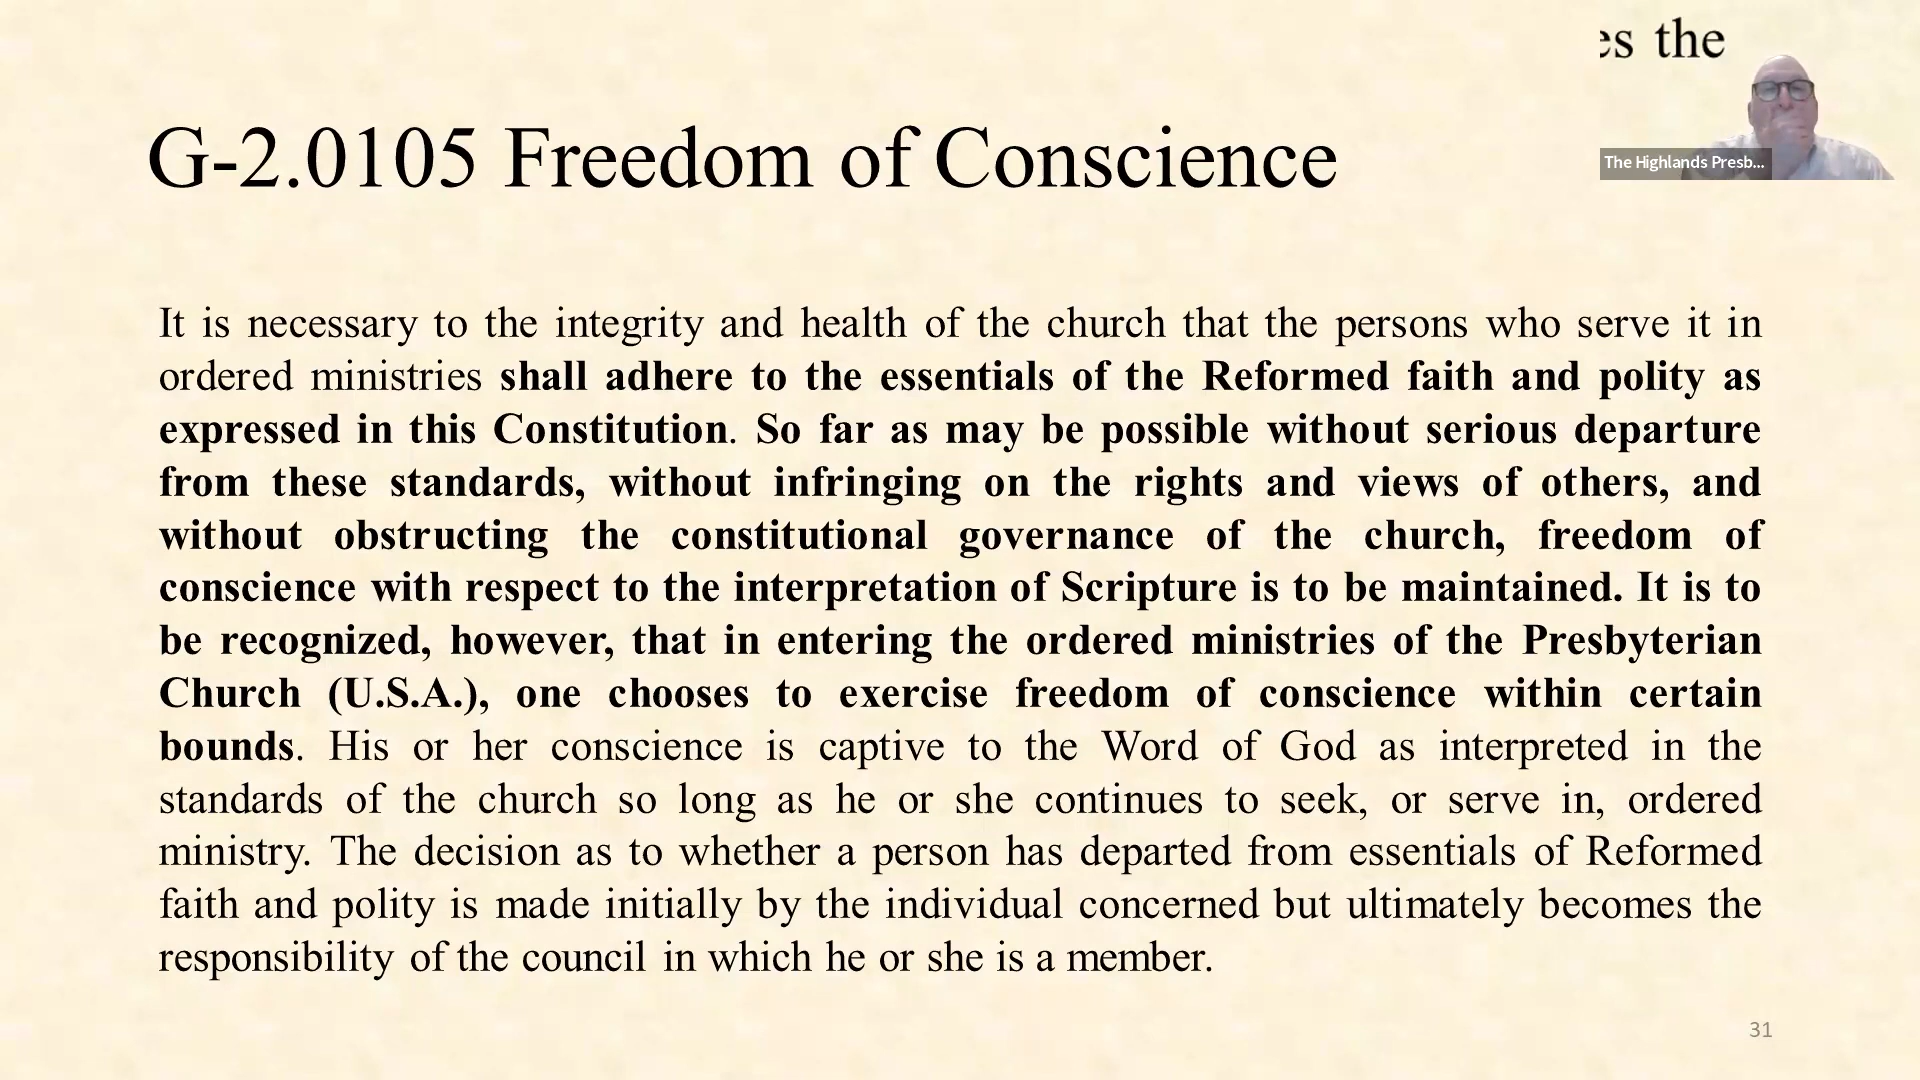 es the
The Highlands Presb...
G-2.0105 Freedom of Conscience
It is necessary to the integrity and health of the church that the persons who serve it in
ordered ministries shall adhere to the essentials of the Reformed faith and polity as
expressed in this Constitution. So far as may be possible without serious departure
from these standards, without infringing on the rights and views of others, and
without obstructing the constitutional governance of the church, freedom of
conscience with respect to the interpretation of Scripture is to be maintained. It is to
be recognized, however, that in entering the ordered ministries of the Presbyterian
Church (U.S.A.), one chooses to exercise freedom of conscience within certain
bounds. His or her conscience is captive to the Word of God as interpreted in the
standards of the church so long as he or she continues to seek, or serve in, ordered
ministry. The decision as to whether a person has departed from essentials of Reformed
faith and polity is made initially by the individual concerned but ultimately becomes the
responsibility of the council in which he or she is a member.
31